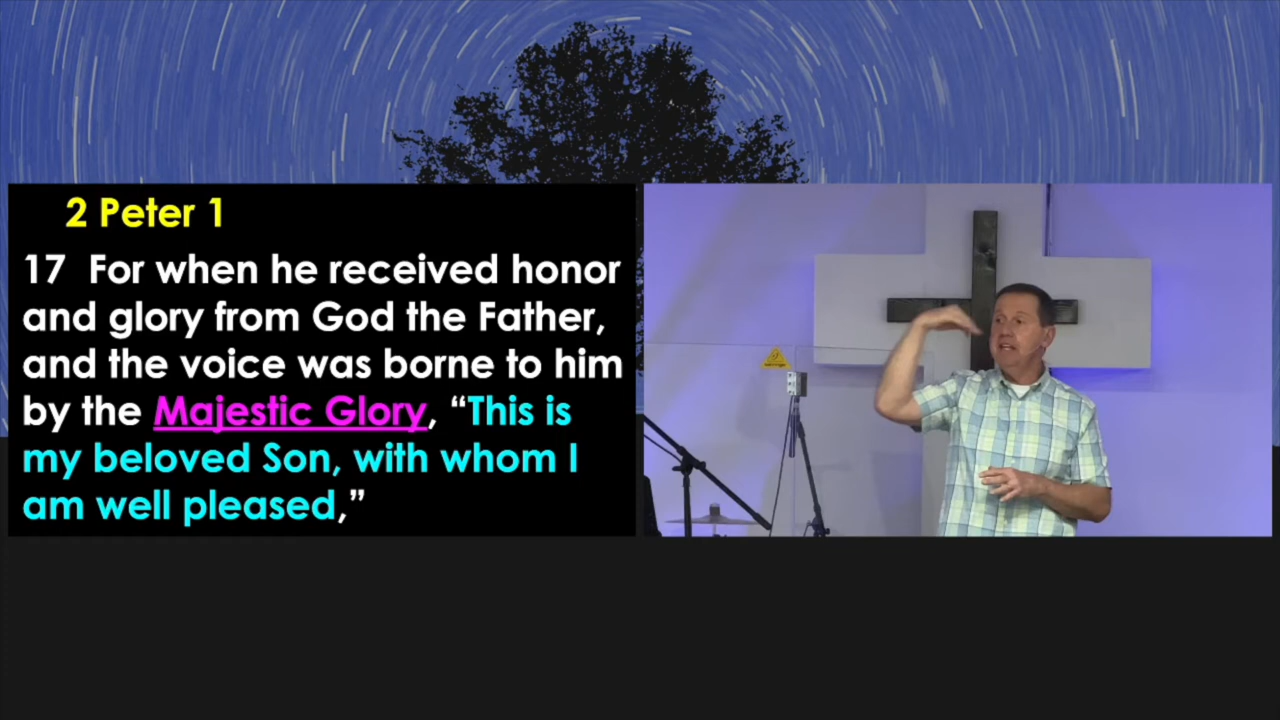 2 Peter 1
17 For when he received honor
and glory from God the Father,
and the voice was borne to him
by the Majestic Glory, “This is
my beloved Son, with whom I
am well pleased,”